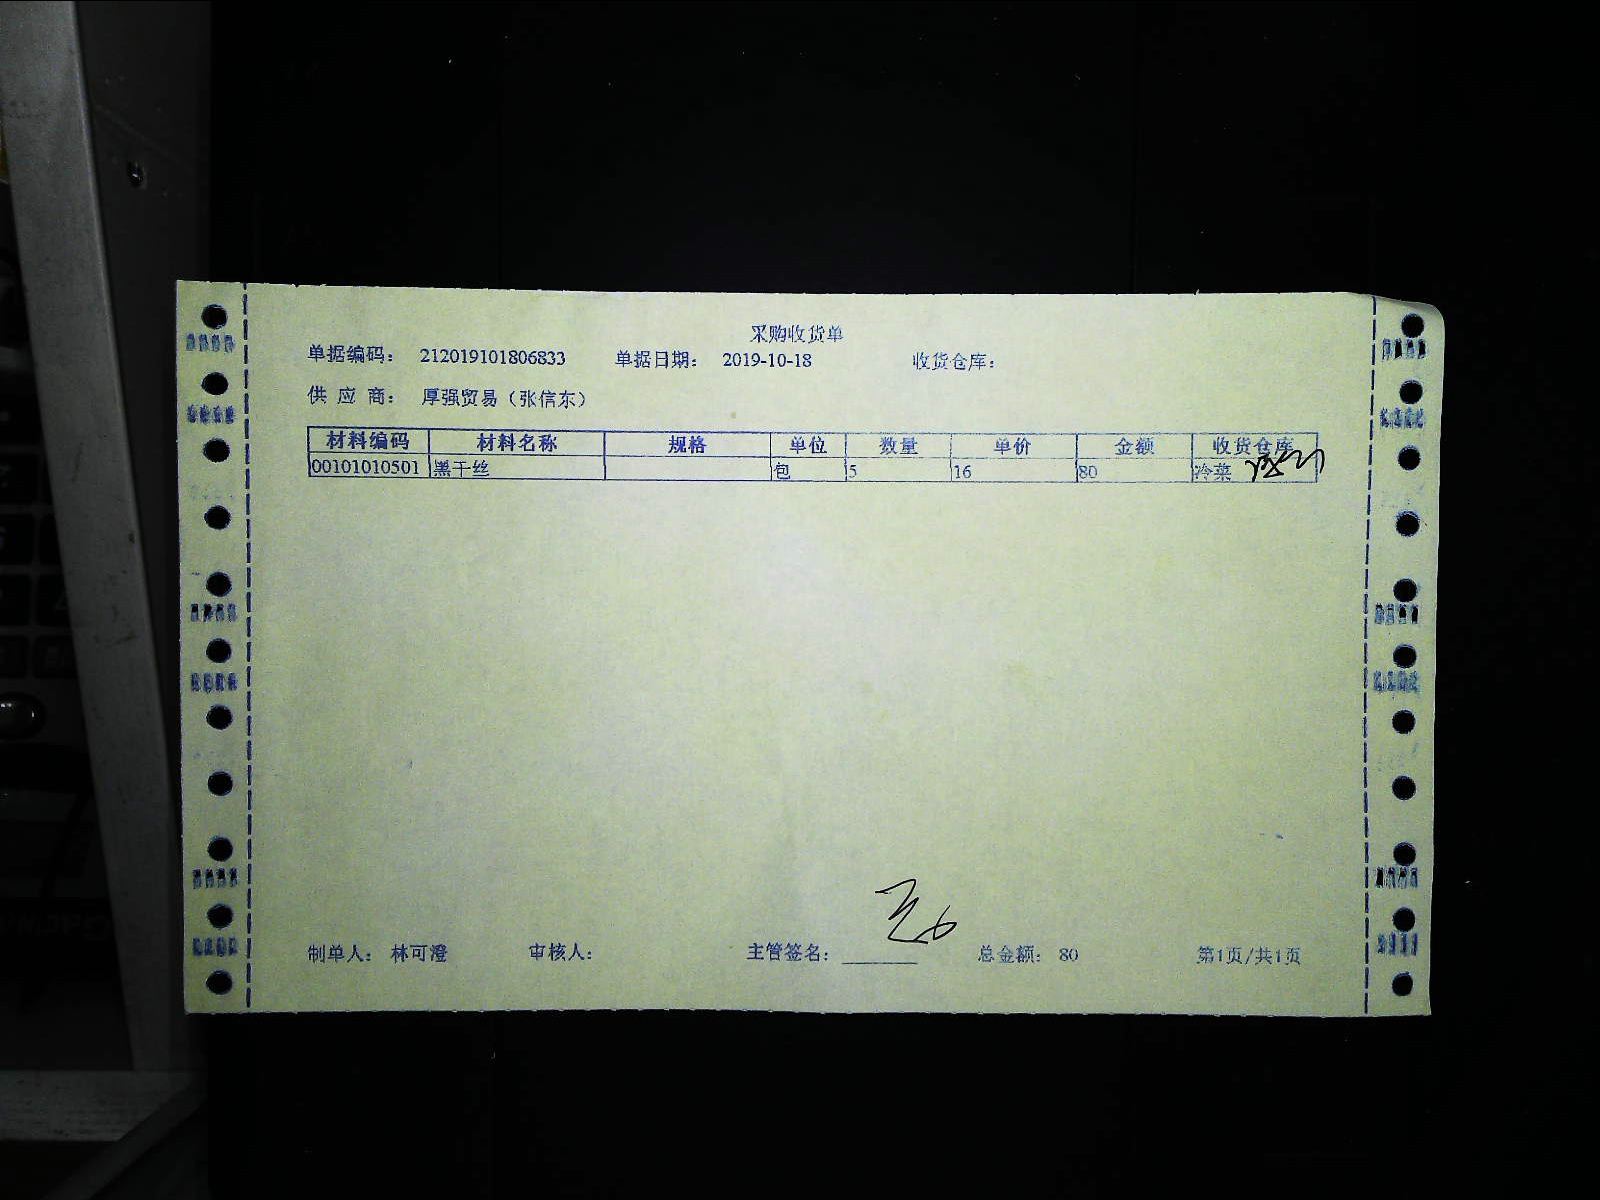 采购收货单
单据编码： 212019101806833 单据日期： 2019-10-18 收货仓库：
供 应 商： 厚强贸易（张信东）
材料编码 材料名称 规格 单位 数量 单价 金额 收货仓库
00101010501 黑干丝 包 5 16 80 冷菜
制单人： 林可澄 审核人： 主管签名： 总金额： 80 第1页/共1页